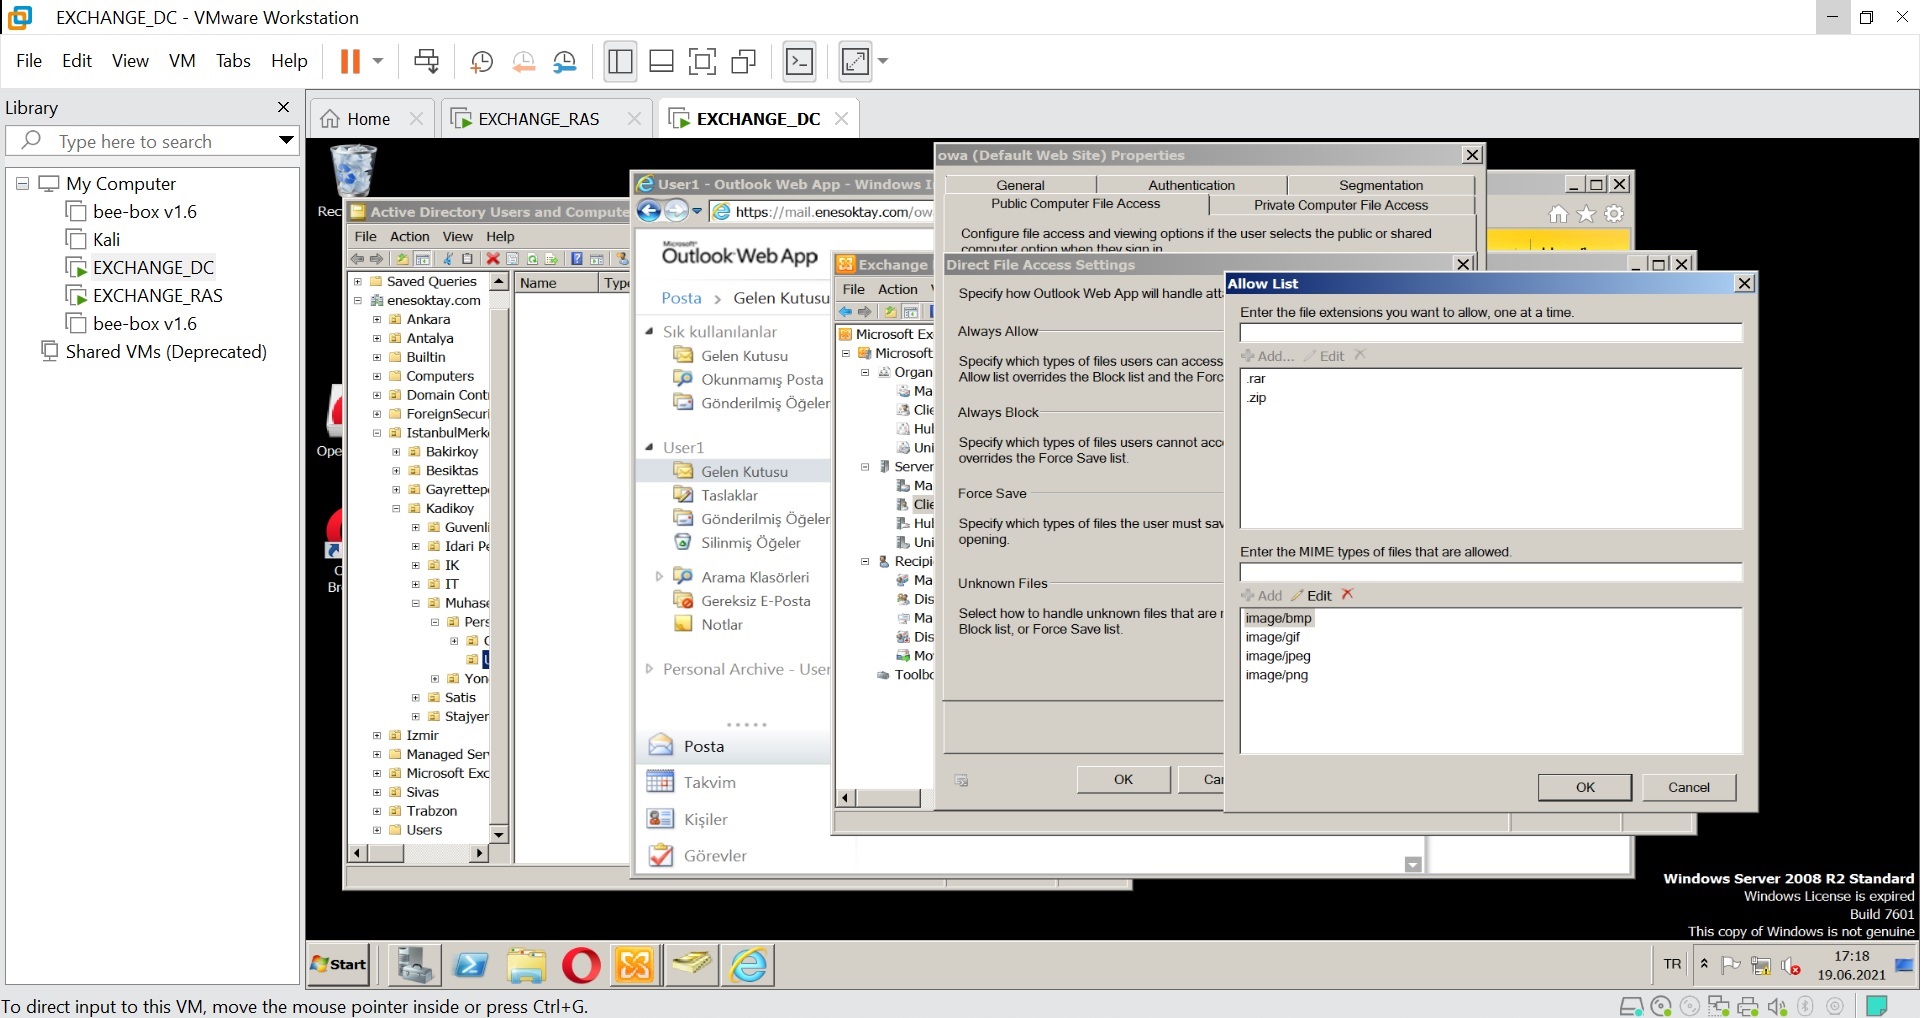 EXCHANGE_DC - VMware Workstation
File Edit View VM Tabs Help
Library
Type here to search
My Computer
bee-box v1.6
Kali
EXCHANGE_DC
EXCHANGE_RAS
bee-box v1.6
Shared VMs (Deprecated)
Home
EXCHANGE_RAS
EXCHANGE_DC
Active Directory Users and Compute
File Action View Help
Saved Queries
enesoktay.com
Ankara
Antalya
Builtin
Computers
Domain Cont
ForeignSecuri
IstanbulMerk
Bakirkoy
Besiktas
Gayrettep
Kadikoy
Guvenli
Idari Pe
IK
IT
Muhase
Pers
Yon
Satis
Stajyer
Izmir
Managed Ser
Microsoft Exc
Sivas
Trabzon
Users
Name
Type
User1 - Outlook Web App - Windows I
https://mail.enesoktay.com/ow
Microsoft
Outlook Web App
Posta > Gelen Kutusu
Sık kullanılanlar
Gelen Kutusu
Okunmamış Posta
Gönderilmiş Öğeler
User1
Gelen Kutusu
Taslaklar
Gönderilmiş Öğeler
Silinmiş Öğeler
Arama Klasörleri
Gereksiz E-Posta
Notlar
Personal Archive - User
Posta
Takvim
Kişiler
Görevler
Exchange
File Action
Microsoft Ex
Microsoft
Organ
Ma
Clie
Hul
Uni
Server
Ma
Clie
Hul
Uni
Recipi
Ma
Dis
Ma
Dis
Mo
Toolbo
owa (Default Web Site) Properties
General
Authentication
Segmentation
Public Computer File Access
Private Computer File Access
Configure file access and viewing options if the user selects the public or shared
computer option when they sign in
Direct File Access Settings
Specify how Outlook Web App will handle att
Always Allow
Specify which types of files users can access
Allow list overrides the Block list and the Forc
Always Block
Specify which types of files users cannot acc
overrides the Force Save list.
Force Save
Specify which types of files the user must sav
opening.
Unknown Files
Select how to handle unknown files that are
Block list, or Force Save list.
OK
Ca
Allow List
Enter the file extensions you want to allow, one at a time.
Add... Edit
.rar
.zip
Enter the MIME types of files that are allowed.
Add Edit
image/bmp
image/gif
image/jpeg
image/png
OK
Cancel
Rec
Ope
Br
Windows Server 2008 R2 Standard
Windows License is expired
Build 7601
This copy of Windows is not genuine
Start
TR
17:18
19.06.2021
To direct input to this VM, move the mouse pointer inside or press Ctrl+G.